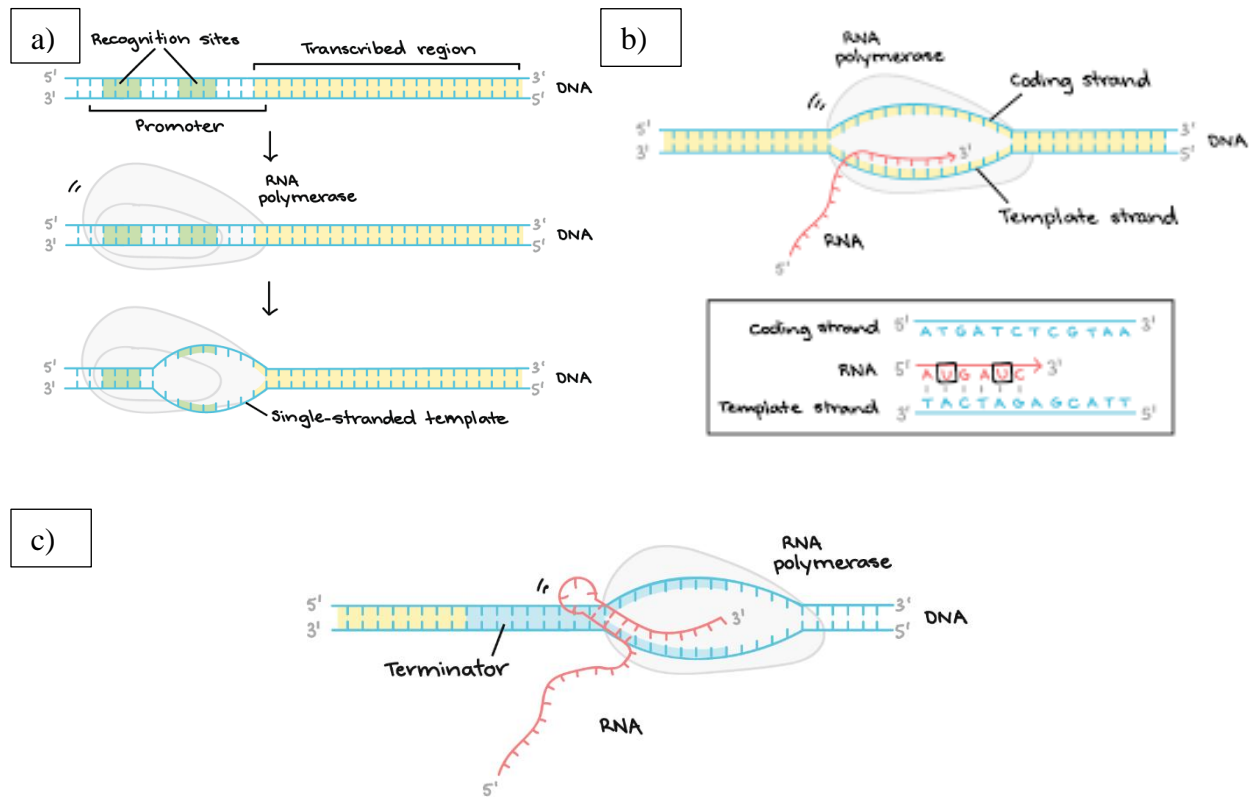 a)
Recognition sites
Transcribed region
5' 3'
3' 5'
DNA
Promoter
RNA
polymerase
5' 3'
3' 5'
DNA
5' 3'
3' 5'
DNA
Single-stranded template
b)
RNA
polymerase
Coding strand
5' 3'
3' 5'
DNA
3'
Template strand
RNA
5'
Coding strand 5' A T G A T C T C G T A A 3'
RNA 5' A U G A U C 3'
Template strand 3' T A C T A G A G C A T T 5'
c)
RNA
polymerase
5' 3'
3' 5'
DNA
3'
Terminator
RNA
5'